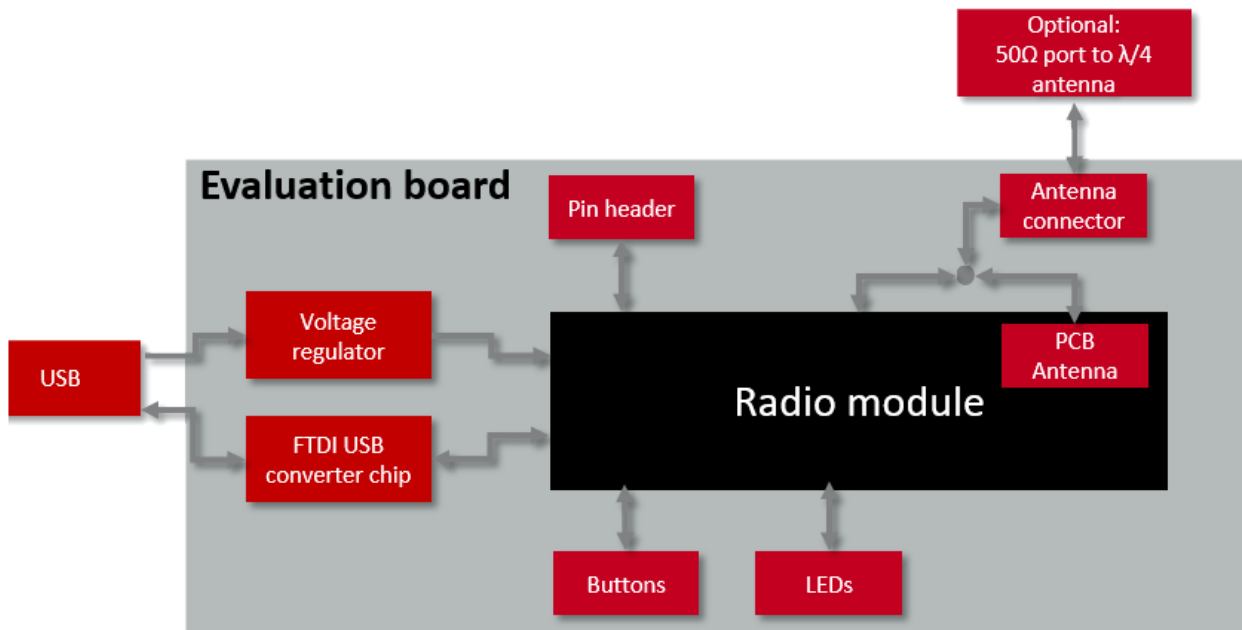 Optional:
50Ω port to λ/4
antenna
Evaluation board
Pin header
Antenna
connector
Voltage
regulator
USB
PCB
Antenna
Radio module
FTDI USB
converter chip
Buttons
LEDs